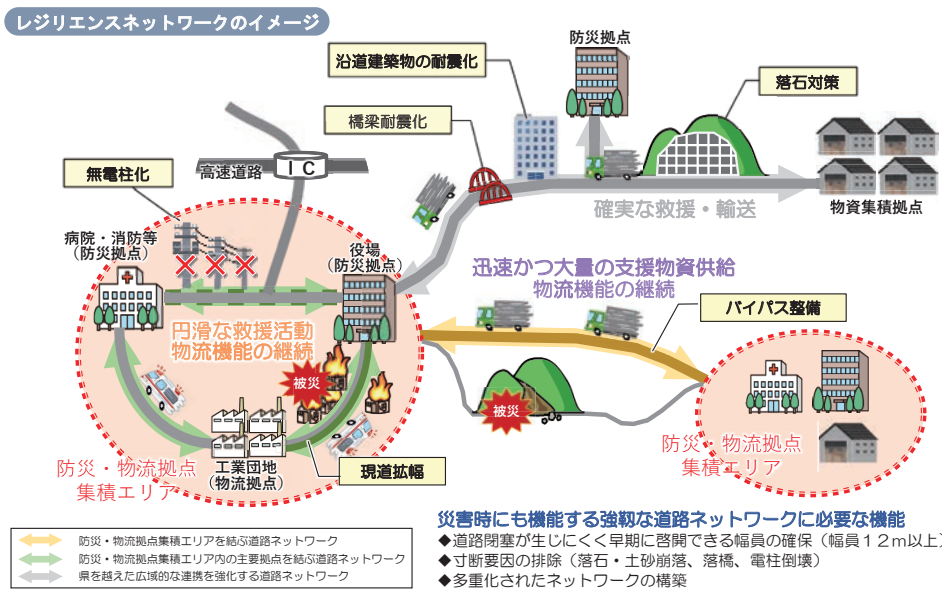 レジリエンスネットワークのイメージ
防災拠点
沿道建築物の耐震化
落石対策
橋梁耐震化
高速道路
ＩＣ
無電柱化
確実な救援・輸送
物資集積拠点
病院・消防等
（防災拠点）
役場
（防災拠点）
迅速かつ大量の支援物資供給
物流機能の継続
バイパス整備
円滑な救援活動
物流機能の継続
被災
被災
工業団地
（物流拠点）
現道拡幅
防災・物流拠点
集積エリア
防災・物流拠点
集積エリア
防災・物流拠点集積エリアを結ぶ道路ネットワーク
防災・物流拠点集積エリア内の主要拠点を結ぶ道路ネットワーク
県を越えた広域的な連携を強化する道路ネットワーク
災害時にも機能する強靱な道路ネットワークに必要な機能
◆道路閉塞が生じにくく早期に啓開できる幅員の確保（幅員１２ｍ以上）
◆寸断要因の排除（落石・土砂崩落、落橋、電柱倒壊）
◆多重化されたネットワークの構築